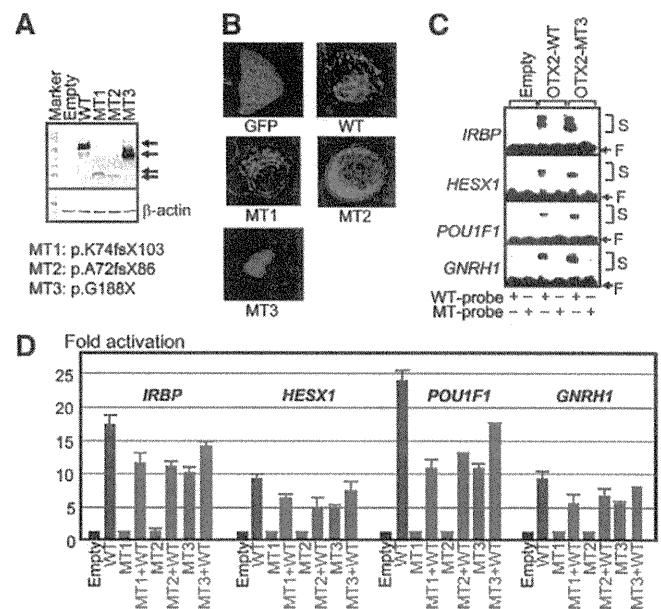 A
Marker
Empty
WT
MT1
MT2
MT3
β-actin
MT1: p.K74fsX103
MT2: p.A72fsX86
MT3: p.G188X
B
GFP
WT
MT1
MT2
MT3
C
Empty
OTX2-WT
OTX2-MT3
IRBP
S
F
HESX1
S
F
POU1F1
S
F
GNRH1
S
F
WT-probe + − + − + −
MT-probe − + − + − +
D
Fold activation
25
20
15
10
5
0
IRBP
HESX1
POU1F1
GNRH1
Empty
WT
MT1
MT1+WT
MT2
MT2+WT
MT3
MT3+WT
Empty
WT
MT1
MT1+WT
MT2
MT2+WT
MT3
MT3+WT
Empty
WT
MT1
MT1+WT
MT2
MT2+WT
MT3
MT3+WT
Empty
WT
MT1
MT1+WT
MT2
MT2+WT
MT3
MT3+WT